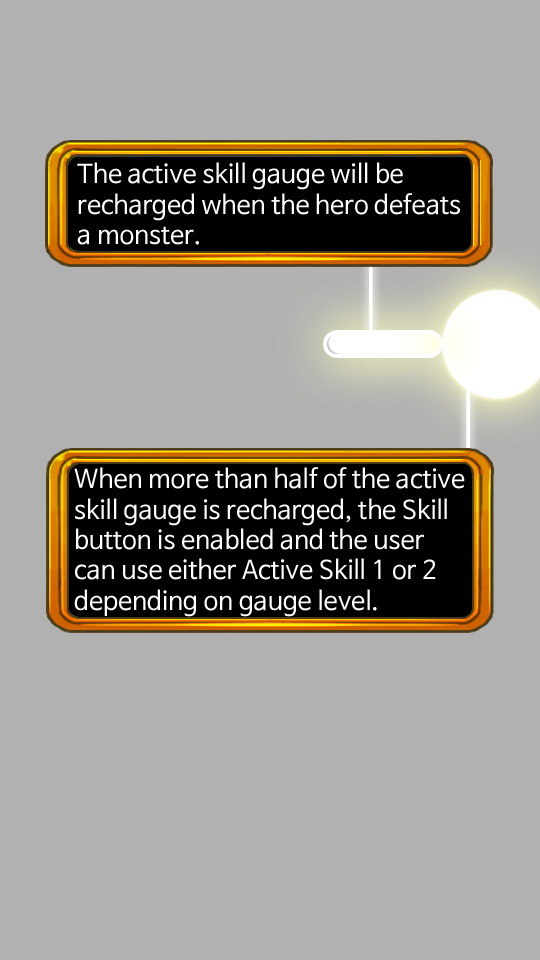 The active skill gauge will be
recharged when the hero defeats
a monster.
When more than half of the active
skill gauge is recharged, the Skill
button is enabled and the user
can use either Active Skill 1 or 2
depending on gauge level.